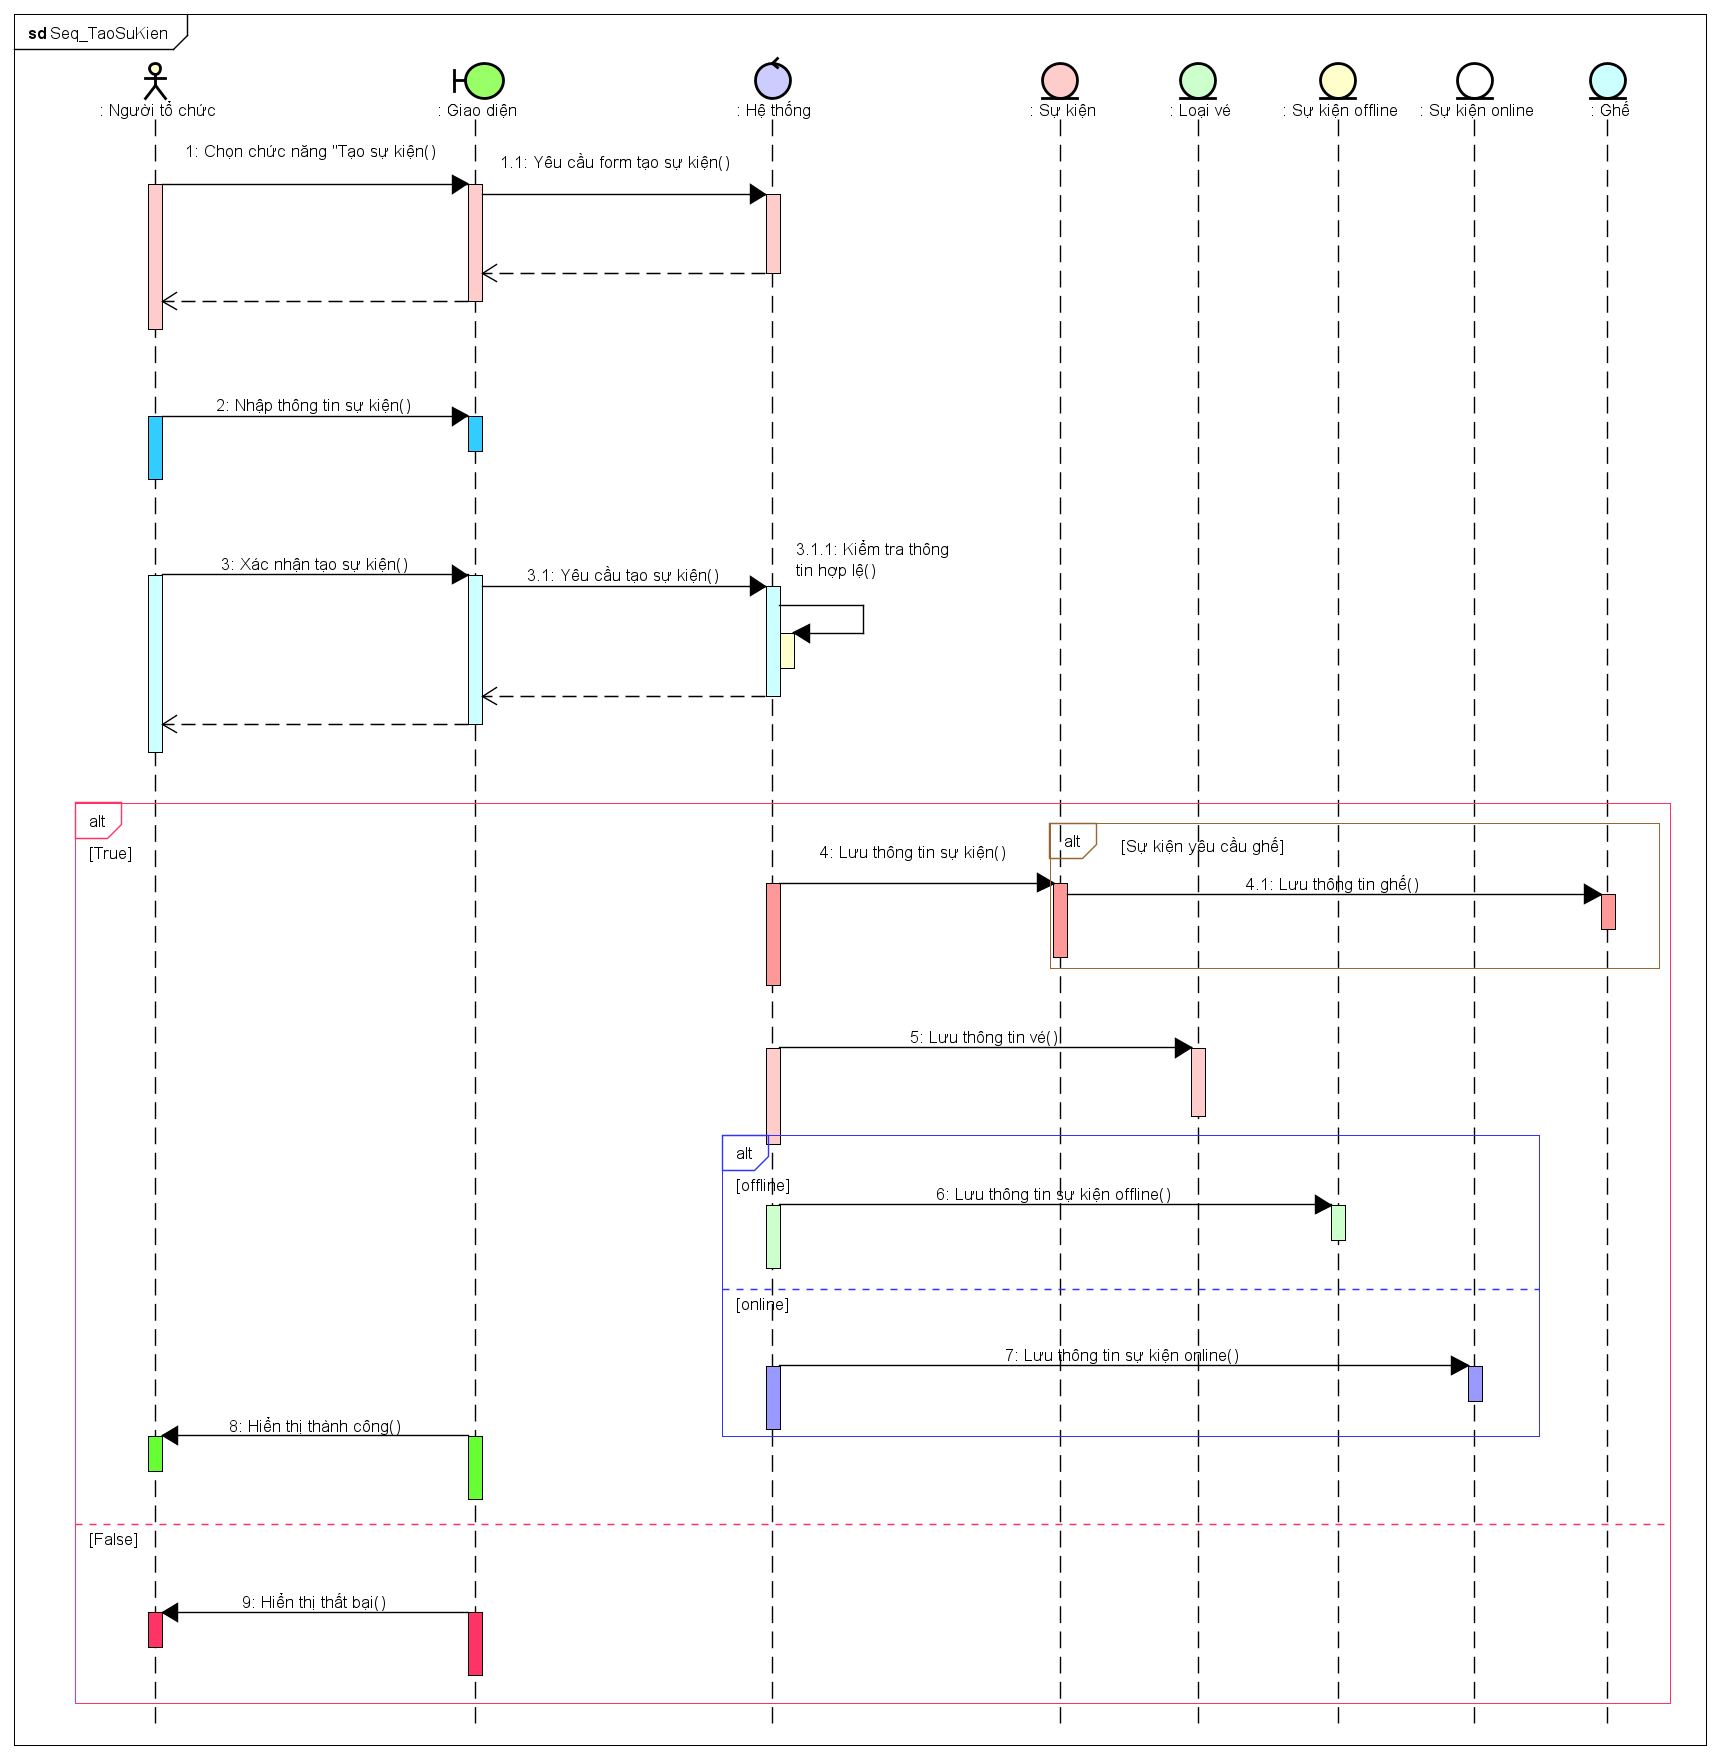 sd Seq_TaoSuKien
: Người tổ chức
: Giao diện
: Hệ thống
: Sự kiện
: Loại vé
: Sự kiện offline
: Sự kiện online
: Ghế
1: Chọn chức năng "Tạo sự kiện()
1.1: Yêu cầu form tạo sự kiện()
2: Nhập thông tin sự kiện()
3: Xác nhận tạo sự kiện()
3.1: Yêu cầu tạo sự kiện()
3.1.1: Kiểm tra thông
tin hợp lệ()
alt
[True]
4: Lưu thông tin sự kiện()
alt
[Sự kiện yêu cầu ghế]
4.1: Lưu thông tin ghế()
5: Lưu thông tin vé()
alt
[offline]
6: Lưu thông tin sự kiện offline()
[online]
7: Lưu thông tin sự kiện online()
8: Hiển thị thành công()
[False]
9: Hiển thị thất bại()